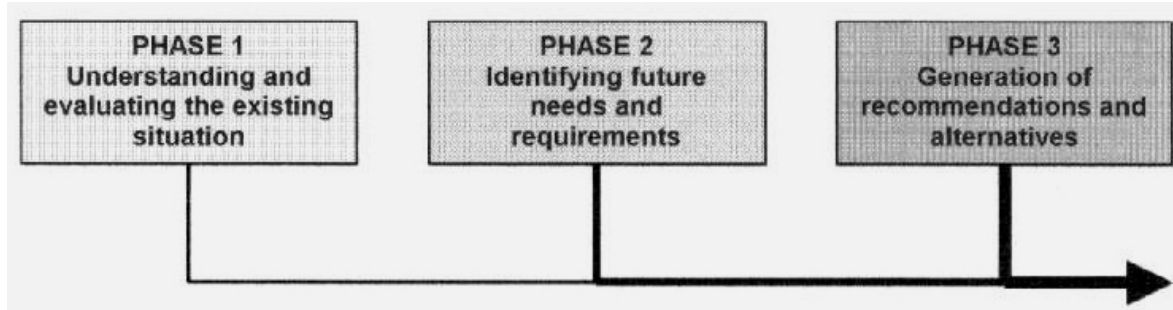 PHASE 1
Understanding and
evaluating the existing
situation
PHASE 2
Identifying future
needs and
requirements
PHASE 3
Generation of
recommendations and
alternatives